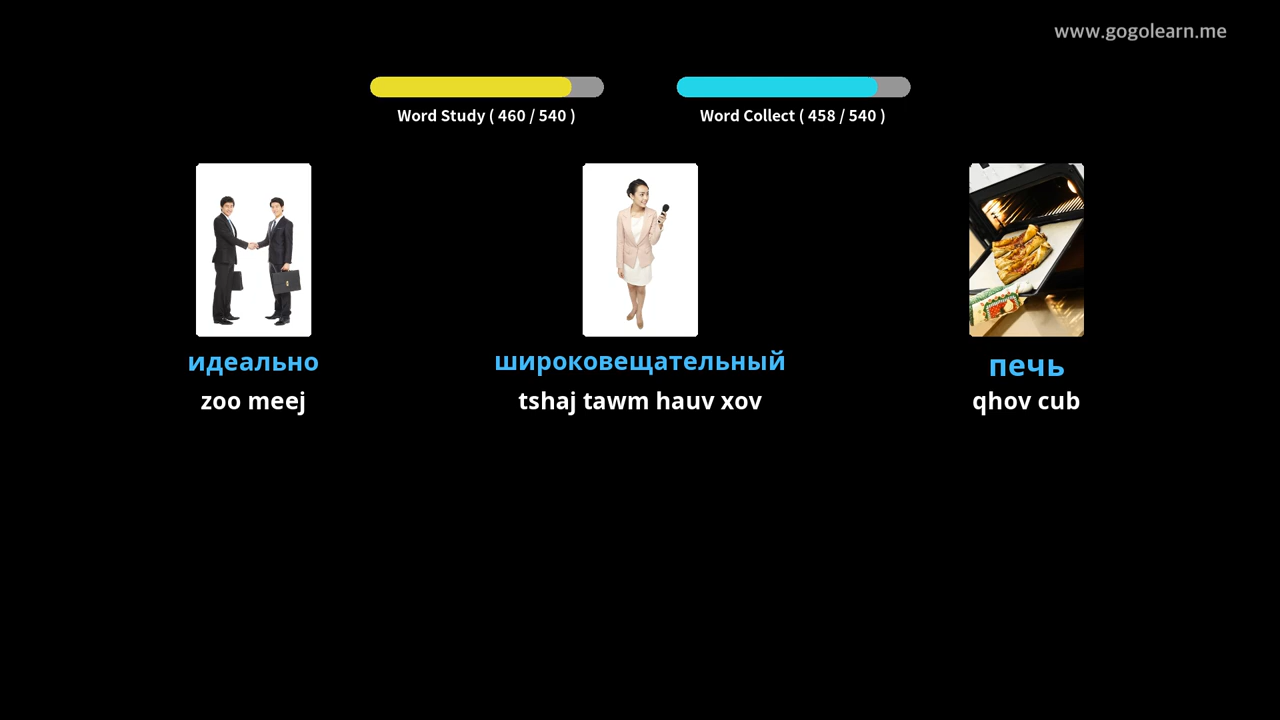 www.gogolearn.me
Word Study ( 460 / 540 )
Word Collect ( 458 / 540 )
идеально
широковещательный
печь
zoo meej
tshaj tawm hauv xov
qhov cub